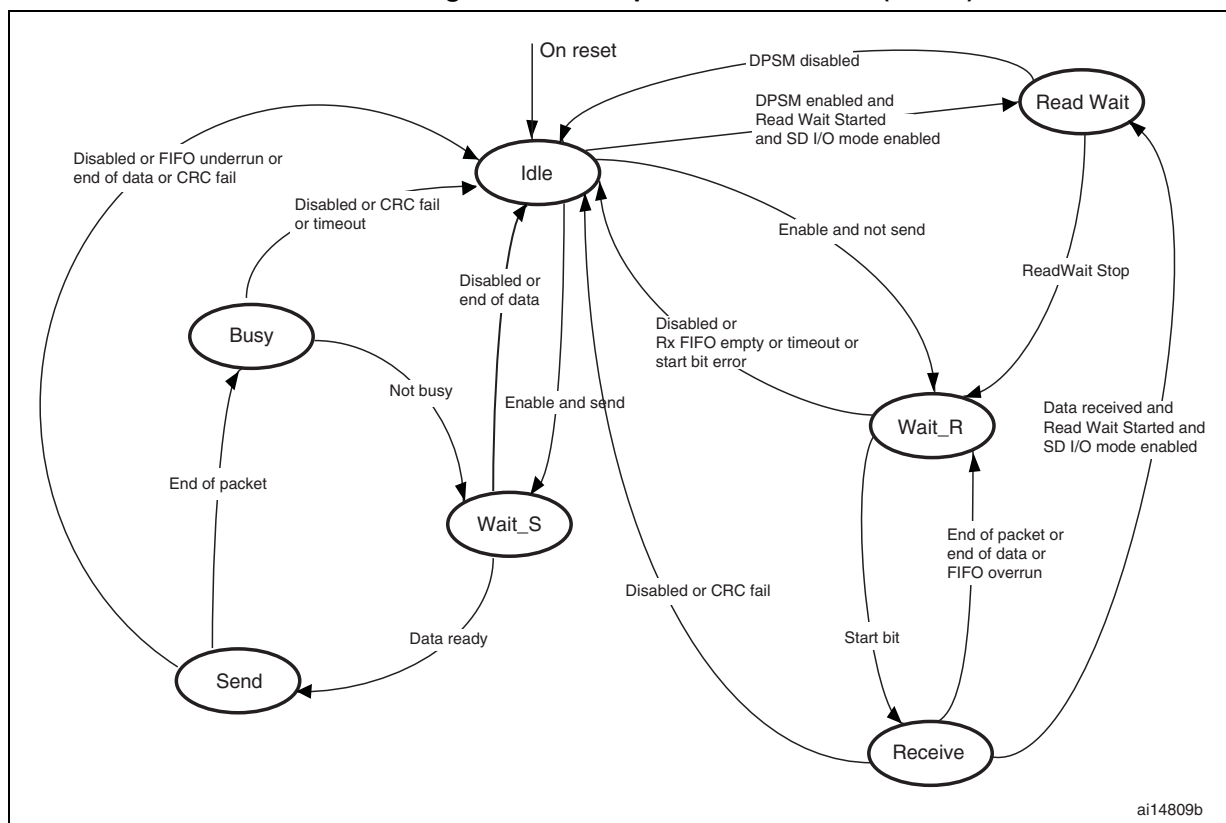 On reset
DPSM disabled
Read Wait
DPSM enabled and
Read Wait Started
and SD I/O mode enabled
Disabled or FIFO underrun or
end of data or CRC fail
Idle
Disabled or CRC fail
or timeout
Enable and not send
ReadWait Stop
Disabled or
end of data
Busy
Disabled or
Rx FIFO empty or timeout or
start bit error
Not busy
Enable and send
Wait_R
Data received and
Read Wait Started and
SD I/O mode enabled
End of packet
Wait_S
End of packet or
end of data or
FIFO overrun
Disabled or CRC fail
Data ready
Start bit
Send
Receive
ai14809b